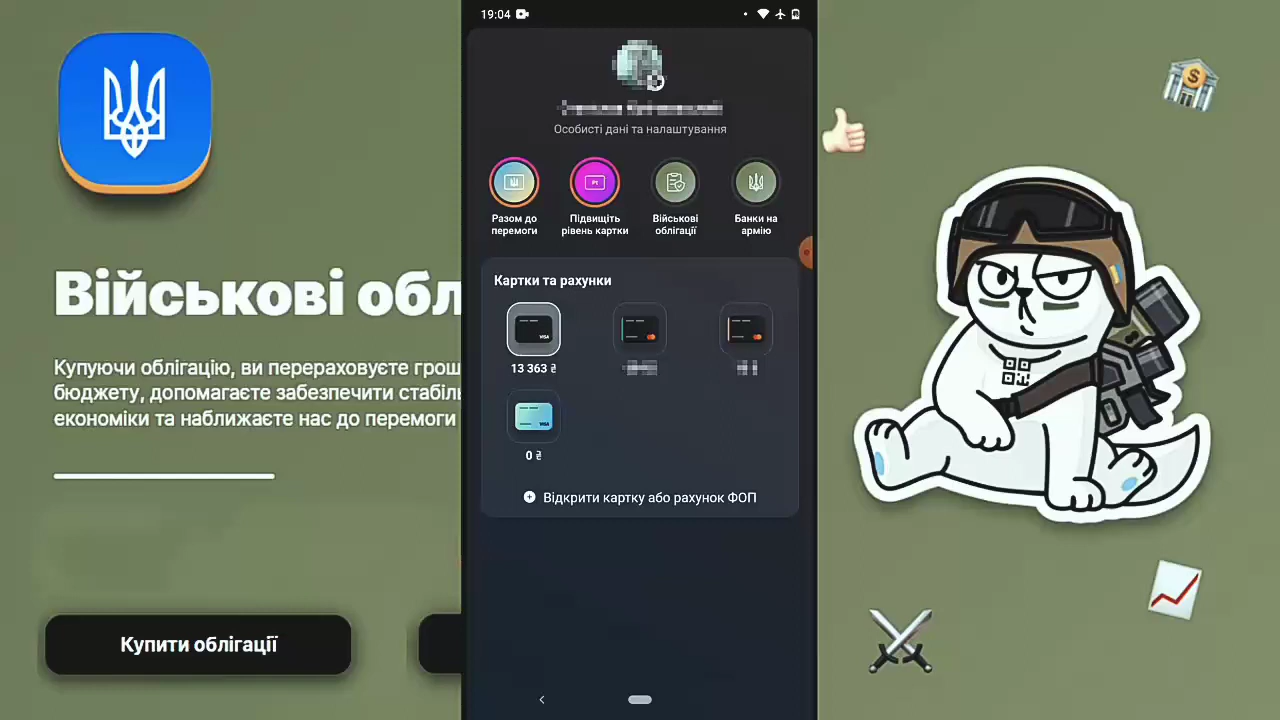 19:04
Особисті дані та налаштування
Разом до
перемоги
Підвищіть
рівень картки
Військові
облігації
Банки на
армію
Картки та рахунки
VISA
13 363 ₴
VISA
0 ₴
Відкрити картку або рахунок ФОП
Військові обл
Купуючи облігацію, ви перераховуєте грош
бюджету, допомагаєте забезпечити стабіль
економіки та наближаєте нас до перемоги
Купити облігації